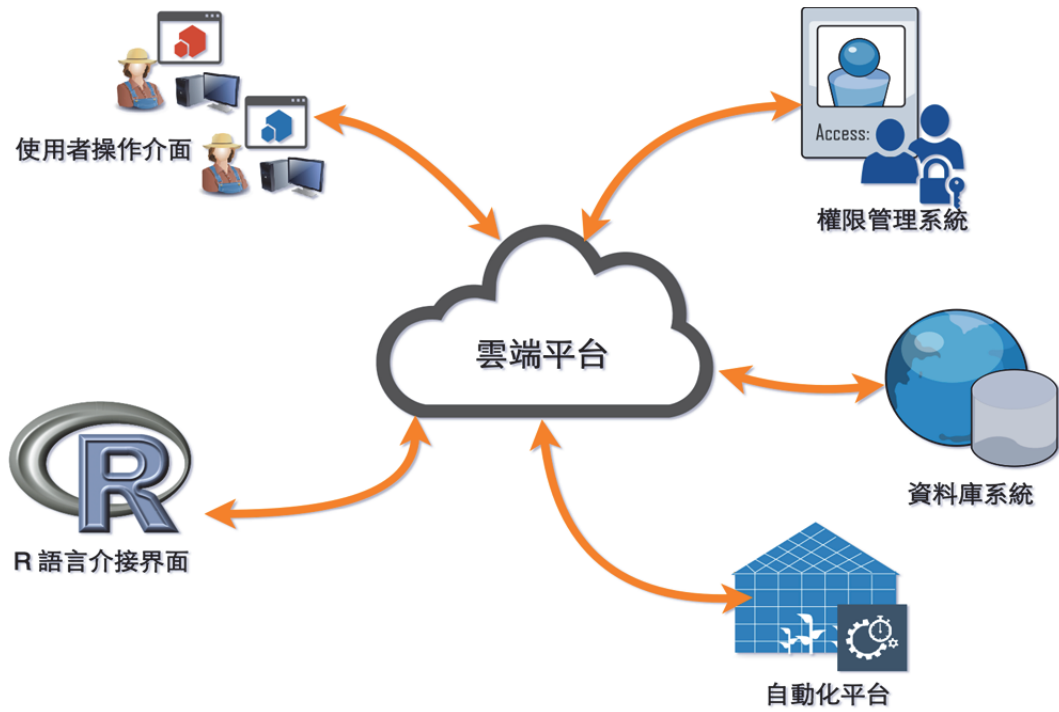 使用者操作介面
Access:
權限管理系統
雲端平台
資料庫系統
R
R 語言介接界面
自動化平台